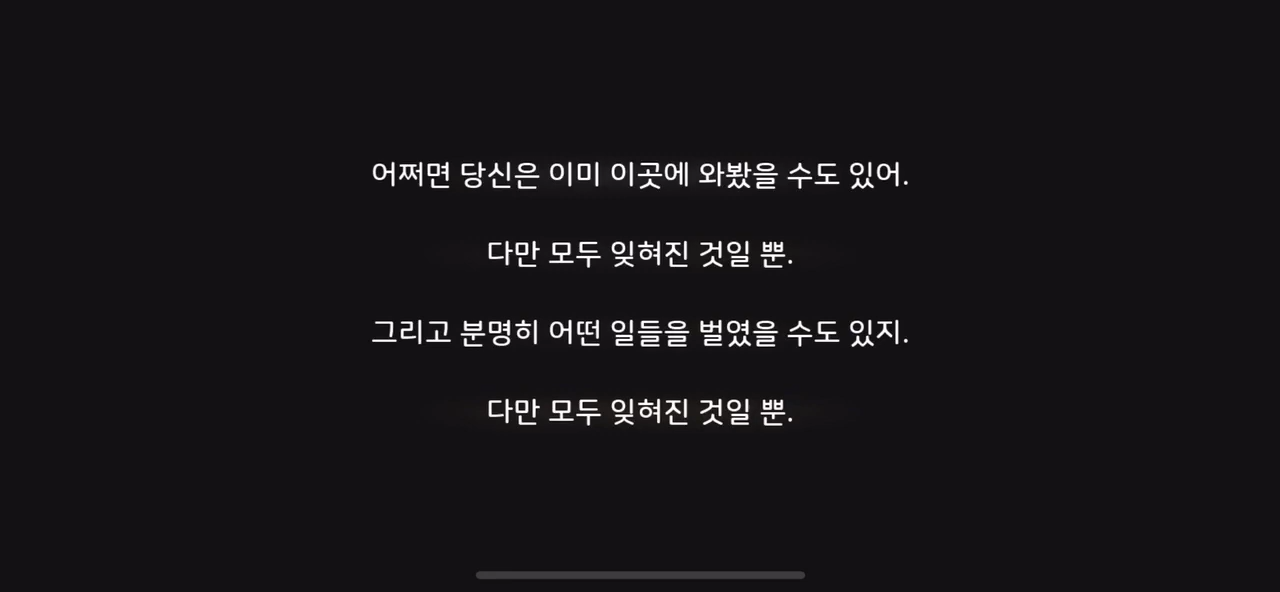 어쩌면 당신은 이미 이곳에 와봤을 수도 있어.
다만 모두 잊혀진 것일 뿐.
그리고 분명히 어떤 일들을 벌였을 수도 있지.
다만 모두 잊혀진 것일 뿐.